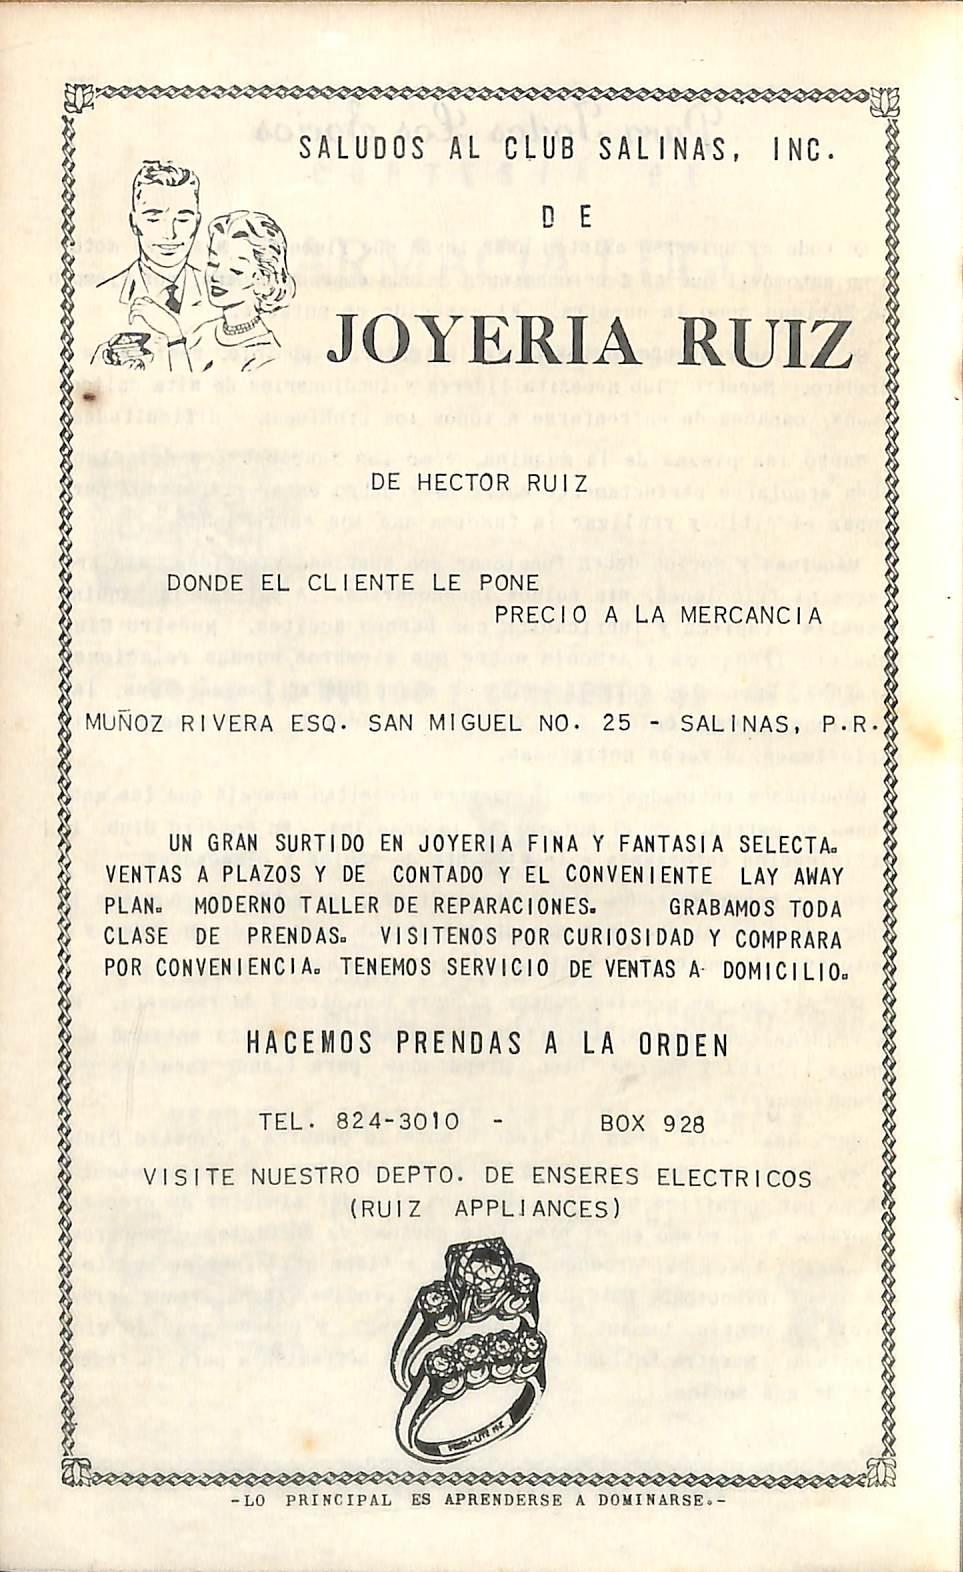 SALUDOS AL CLUB SALINAS, INC.
DE
JOYERIA RUIZ
DE HECTOR RUIZ
DONDE EL CLIENTE LE PONE
PRECIO A LA MERCANCIA
MUÑOZ RIVERA ESQ. SAN MIGUEL NO. 25 - SALINAS, P.R.
UN GRAN SURTIDO EN JOYERIA FINA Y FANTASIA SELECTA.
VENTAS A PLAZOS Y DE CONTADO Y EL CONVENIENTE LAY AWAY
PLAN. MODERNO TALLER DE REPARACIONES. GRABAMOS TODA
CLASE DE PRENDAS. VISITENOS POR CURIOSIDAD Y COMPRARA
POR CONVENIENCIA. TENEMOS SERVICIO DE VENTAS A DOMICILIO.
HACEMOS PRENDAS A LA ORDEN
TEL. 824-3010 - BOX 928
VISITE NUESTRO DEPTO. DE ENSERES ELECTRICOS
(RUIZ APPLIANCES)
-LO PRINCIPAL ES APRENDERSE A DOMINARSE.-